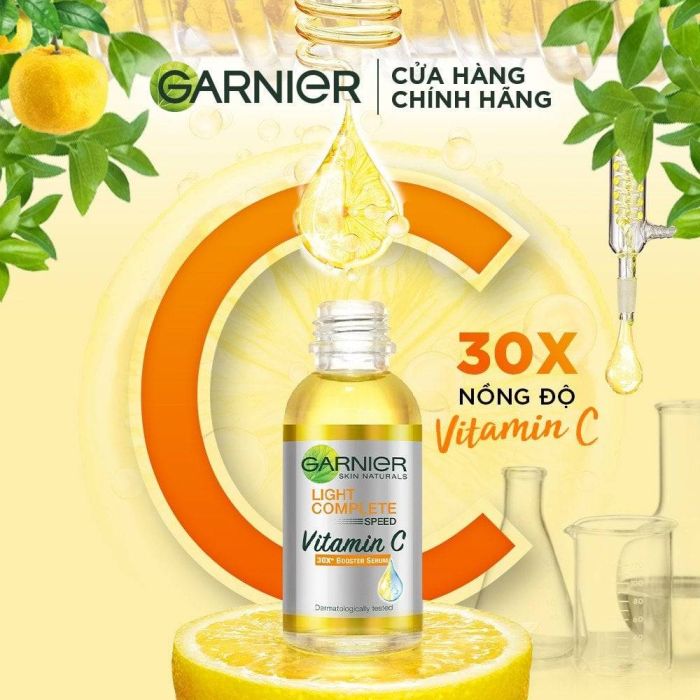 GARNIER
CỬA HÀNG
CHÍNH HÃNG
30X
NỒNG ĐỘ
Vitamin C
C
GARNIER
SKIN NATURALS
LIGHT
COMPLETE
SPEED
Vitamin C
30X* BOOSTER SERUM
Dermatologically tested